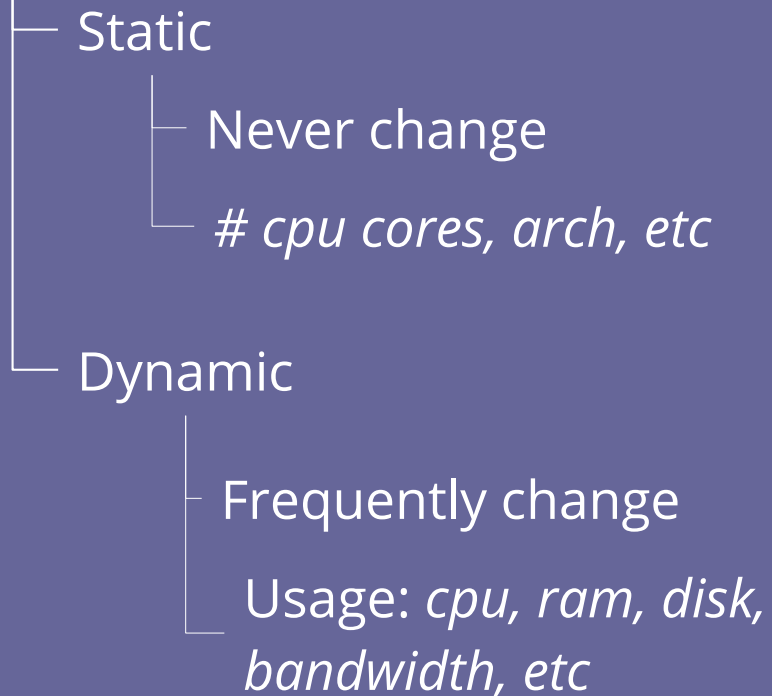 Static
Never change
# cpu cores, arch, etc
Dynamic
Frequently change
Usage: cpu, ram, disk,
bandwidth, etc